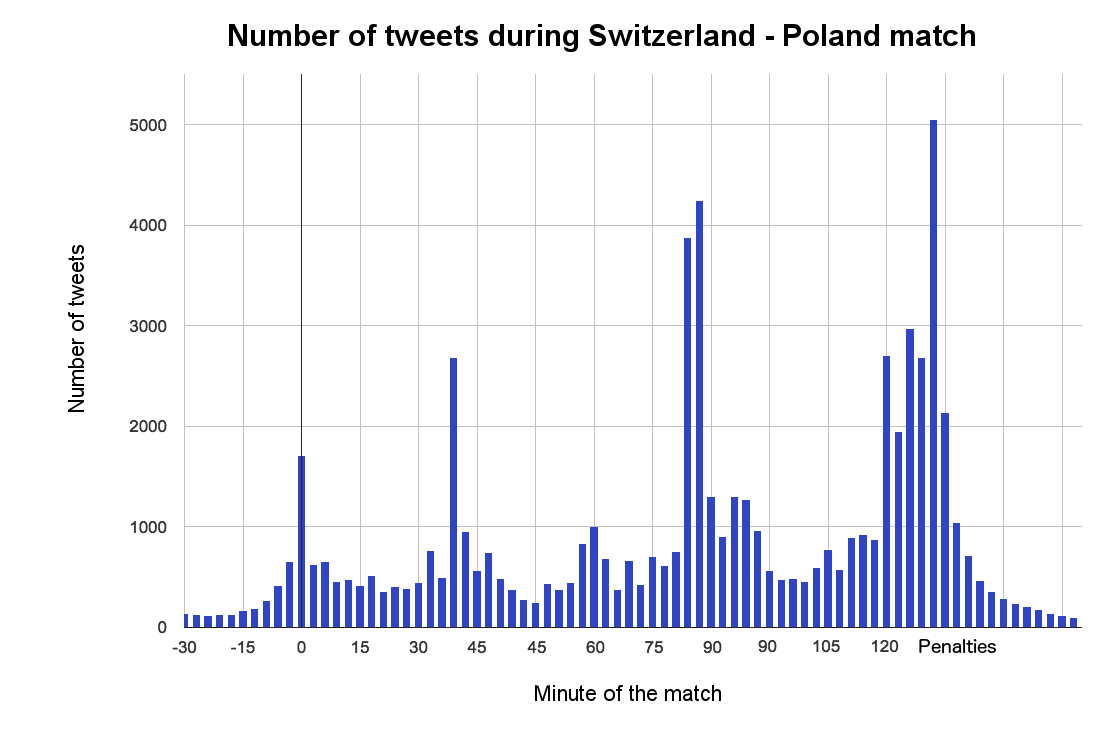 Number of tweets during Switzerland - Poland match
5000
4000
3000
2000
1000
0
Number of tweets
-30 -15 0 15 30 45 45 60 75 90 90 105 120 Penalties
Minute of the match